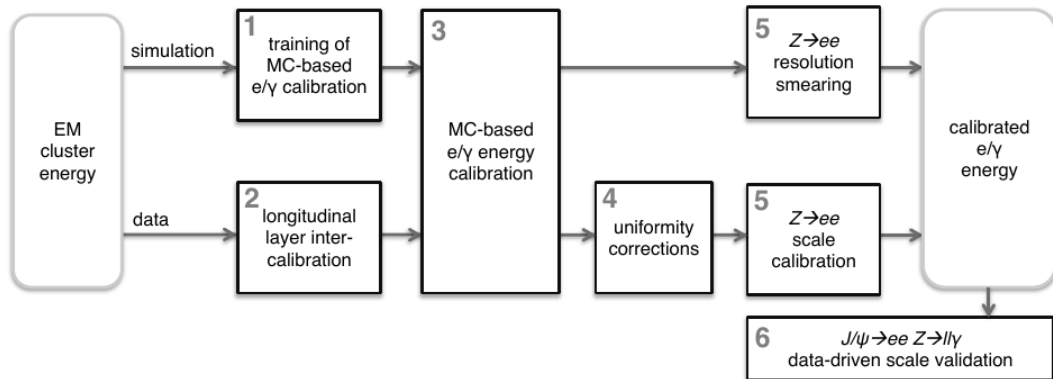 EM
cluster
energy
simulation
data
1
training of
MC-based
e/γ calibration
2
longitudinal
layer inter-
calibration
3
MC-based
e/γ energy
calibration
4
uniformity
corrections
5
Z→ee
resolution
smearing
5
Z→ee
scale
calibration
calibrated
e/γ
energy
6
J/ψ→ee Z→llγ
data-driven scale validation